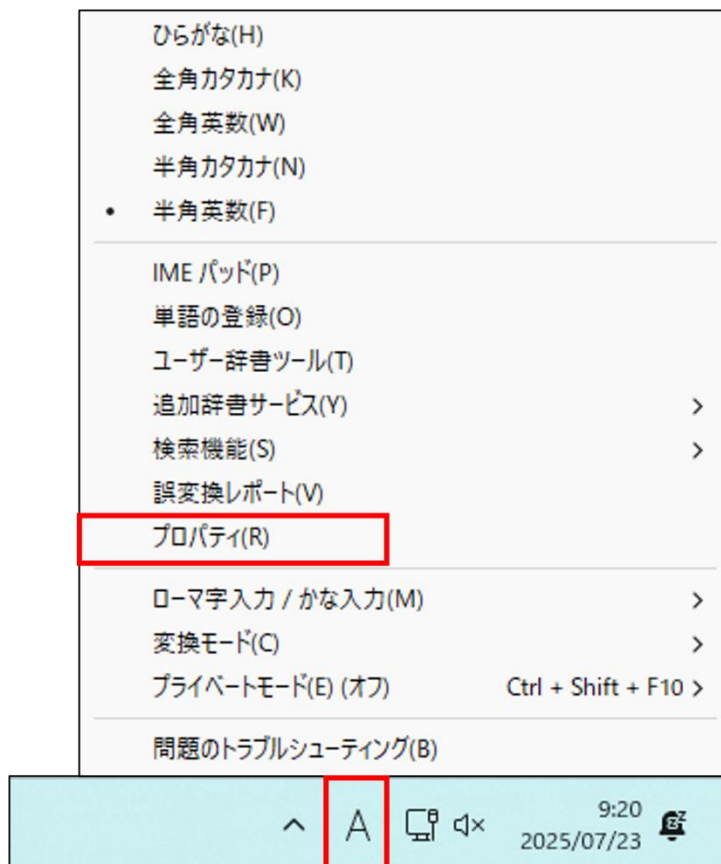 ひらがな(H)
全角カタカナ(K)
全角英数(W)
半角カタカナ(N)
• 半角英数(F)
IME パッド(P)
単語の登録(O)
ユーザー辞書ツール(T)
追加辞書サービス(Y)
検索機能(S)
誤変換レポート(V)
プロパティ(R)
ローマ字入力 / かな入力(M)
変換モード(C)
プライベートモード(E) (オフ) Ctrl + Shift + F10
問題のトラブルシューティング(B)
A 9:20
2025/07/23